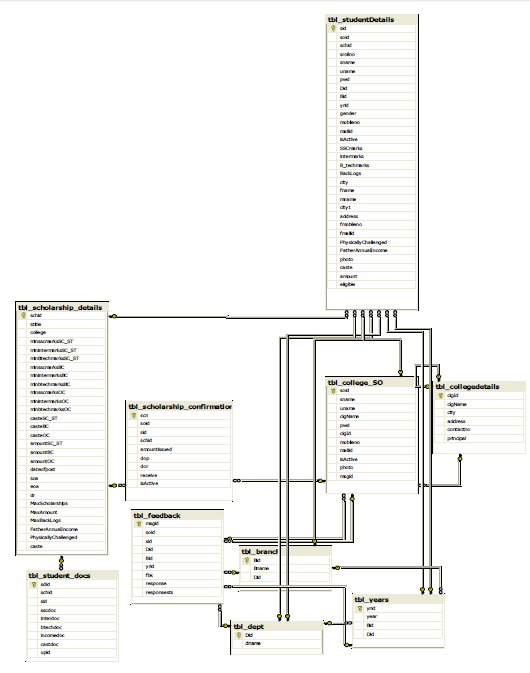 tbl_studentDetails
sid
soid
schid
srollno
sname
uname
pwd
Did
Bid
yrid
gender
mobileno
mailid
isActive
SSCmarks
Intermarks
B_techmarks
BackLogs
city
fname
mname
city1
address
fmobileno
fmailid
PhysicallyChallenged
FatherAnnualIncome
photo
caste
amount
eligible
tbl_scholarship_details
schid
stitle
college
minsscmarksSC_ST
minintermarksSC_ST
minbtechmarksSC_ST
minsscmarksBC
minintermarksBC
minbtechmarksBC
minsscmarksOC
minintermarksOC
minbtechmarksOC
casteSC_ST
casteBC
casteOC
amountSC_ST
amountBC
amountOC
dateofpost
soa
eoa
dr
MaxScholarships
MaxAmount
MaxBackLogs
FatherAnnualIncome
PhysicallyChallenged
caste
tbl_scholarship_confirmation
scn
soid
sid
schid
amountissued
dop
dor
receive
isActive
tbl_college_SO
soid
sname
uname
clgName
pwd
clgid
mobileno
mailid
isActive
photo
msgid
tbl_collegedetails
clgid
clgName
city
address
contactno
principal
tbl_feedback
msgid
soid
sid
Did
Bid
yrid
fbk
response
responsests
tbl_branch
Bid
Bname
Did
tbl_student_docs
sdid
schid
sid
sscdoc
interdoc
btechdoc
incomedoc
castdoc
upid
tbl_dept
Did
dname
tbl_years
yrid
year
Bid
Did